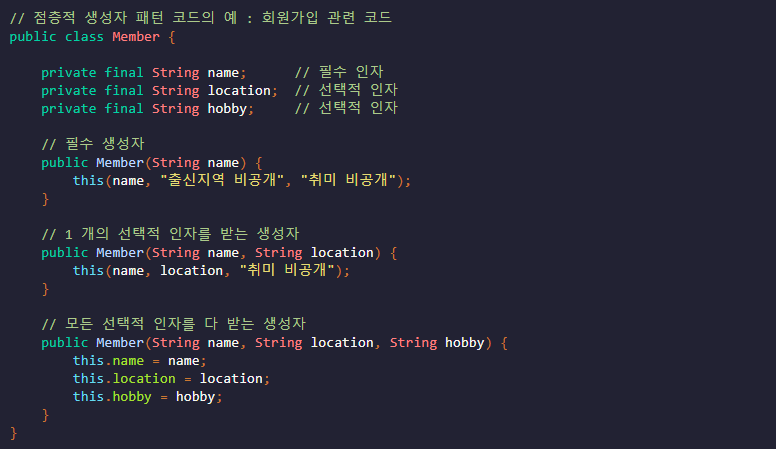 // 점층적 생성자 패턴 코드의 예 : 회원가입 관련 코드
public class Member {
    private final String name;      // 필수 인자
    private final String location;  // 선택적 인자
    private final String hobby;     // 선택적 인자
    // 필수 생성자
    public Member(String name) {
        this(name, "출신지역 비공개", "취미 비공개");
    }
    // 1 개의 선택적 인자를 받는 생성자
    public Member(String name, String location) {
        this(name, location, "취미 비공개");
    }
    // 모든 선택적 인자를 다 받는 생성자
    public Member(String name, String location, String hobby) {
        this.name = name;
        this.location = location;
        this.hobby = hobby;
    }
}